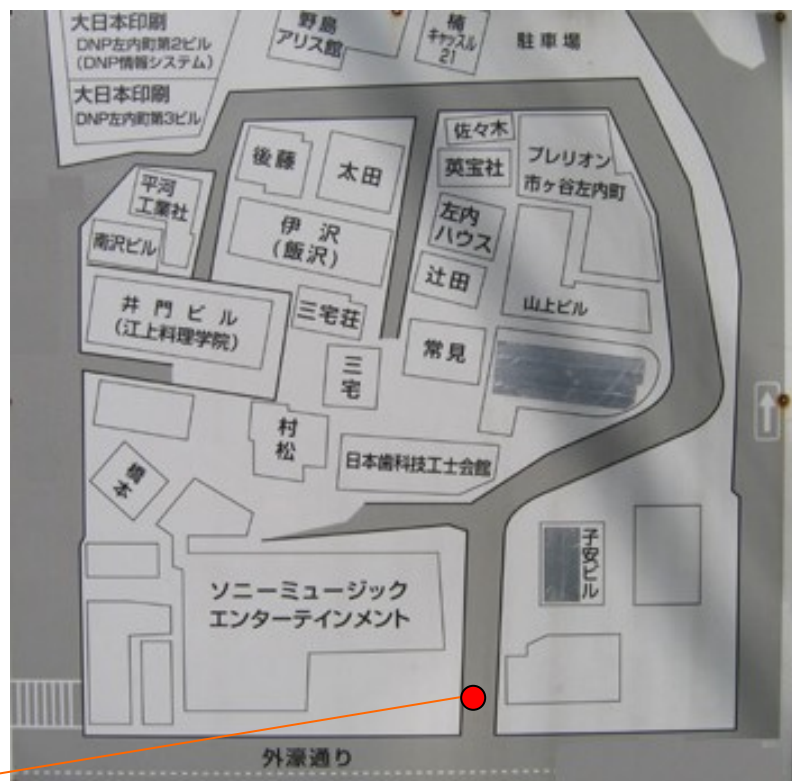 大日本印刷
DNP左内町第2ビル
(DNP情報システム)
大日本印刷
DNP左内町第3ビル
野島
アリス館
楠
キャッスル
21
駐車場
後藤
太田
佐々木
英宝社
プレリオン
市ヶ谷左内町
平河
工業社
南沢ビル
伊沢
(飯沢)
左内
ハウス
辻田
山上ビル
井門ビル
(江上料理学院)
三宅荘
三宅
常見
村松
日本歯科技工士会館
橋本
ソニーミュージック
エンターテインメント
子安ビル
外濠通り